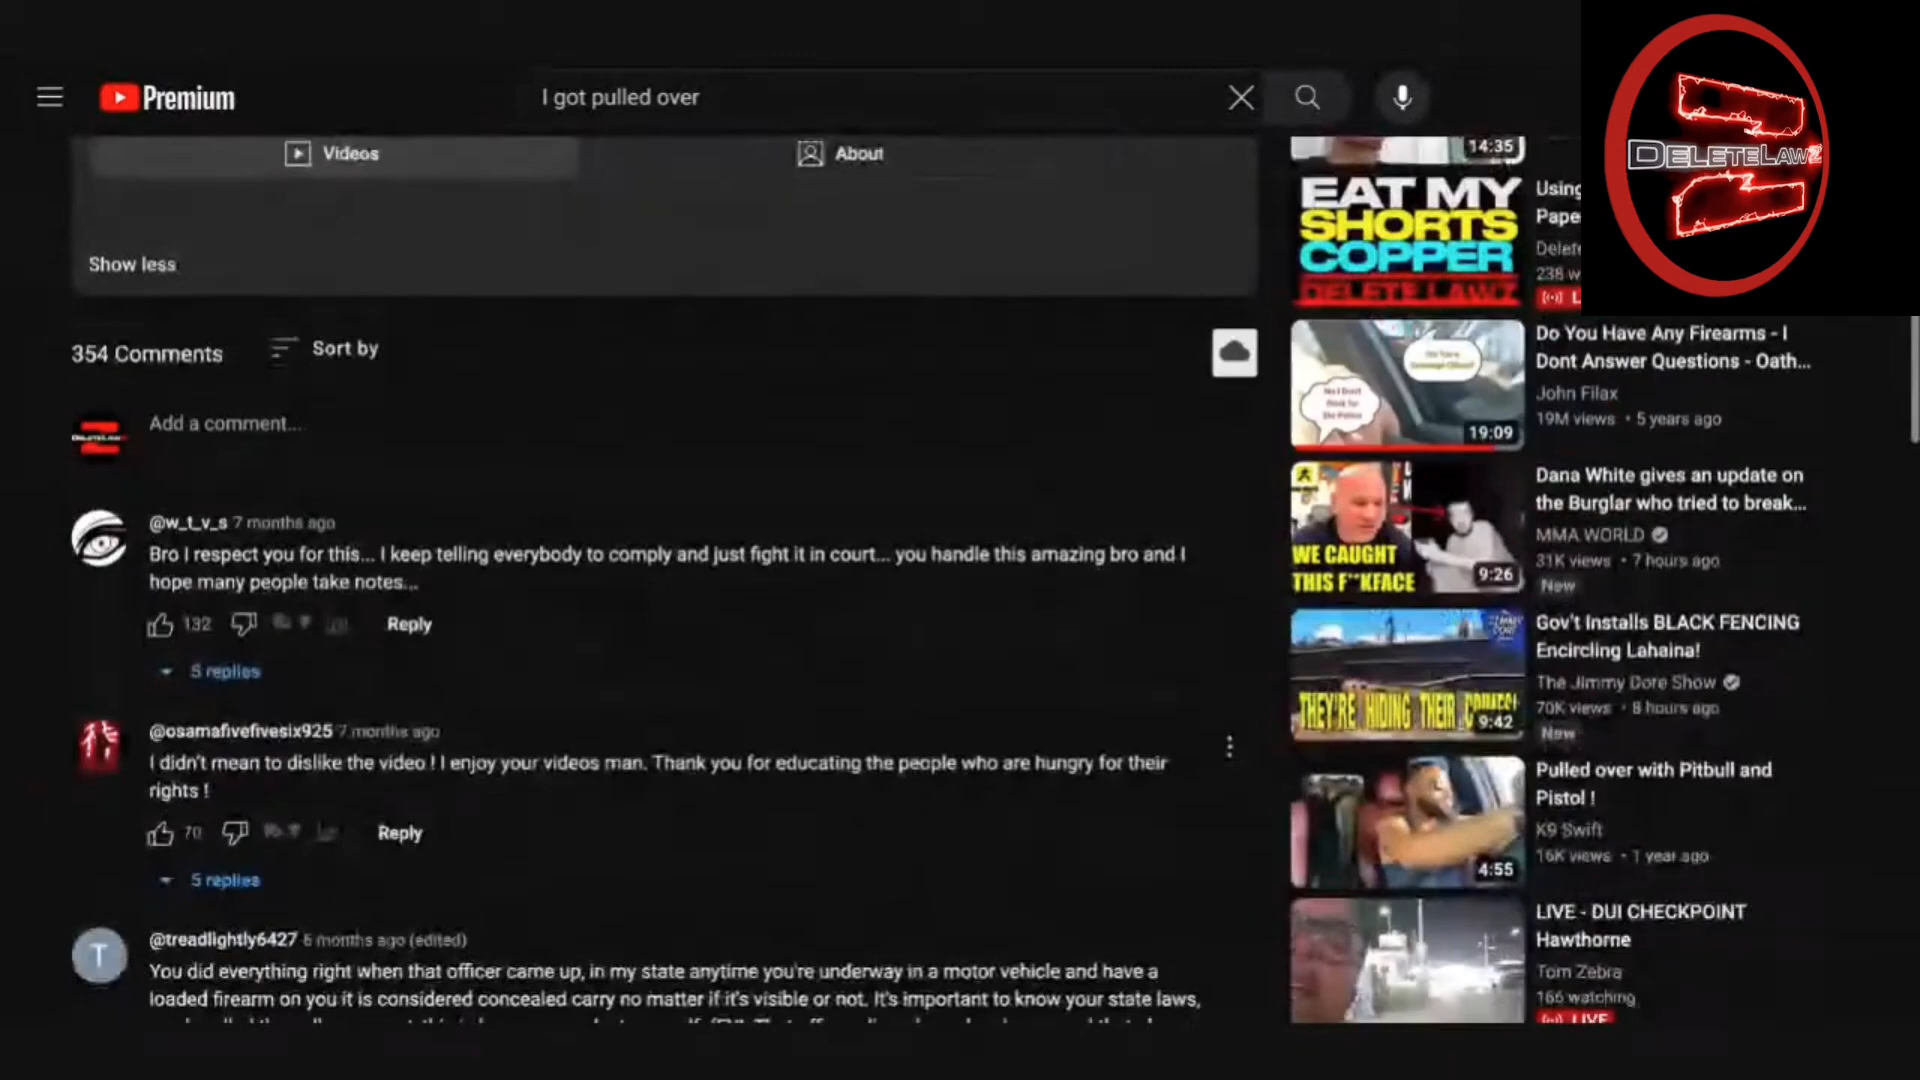 Premium
I got pulled over
Videos
About
Show less
354 Comments
Sort by
Add a comment...
@w_t_v_s 7 months ago
Bro I respect you for this... I keep telling everybody to comply and just fight it in court... you handle this amazing bro and I
hope many people take notes...
132
Reply
5 replies
@osamafivefivesix925 7 months ago
I didn't mean to dislike the video ! I enjoy your videos man. Thank you for educating the people who are hungry for their
rights !
70
Reply
5 replies
T
@treadlightly6427 6 months ago (edited)
You did everything right when that officer came up, in my state anytime you're underway in a motor vehicle and have a
loaded firearm on you it is considered concealed carry no matter if it's visible or not. It's important to know your state laws,
14:35
EAT MY
SHORTS
COPPER
DELETE LAWZ
Using
Pape
Delete
238 w
DELETELAWZ
19:09
Do You Have Any Firearms - I
Dont Answer Questions - Oath...
John Filax
19M views • 5 years ago
WE CAUGHT
THIS F**KFACE
9:26
Dana White gives an update on
the Burglar who tried to break...
MMA WORLD
31K views • 7 hours ago
New
THEY'RE HIDING THEIR CRIMES!
9:42
Gov't Installs BLACK FENCING
Encircling Lahaina!
The Jimmy Dore Show
70K views • 8 hours ago
New
4:55
Pulled over with Pitbull and
Pistol !
K9 Swift
16K views • 1 year ago
LIVE - DUI CHECKPOINT
Hawthorne
Tom Zebra
166 watching
LIVE